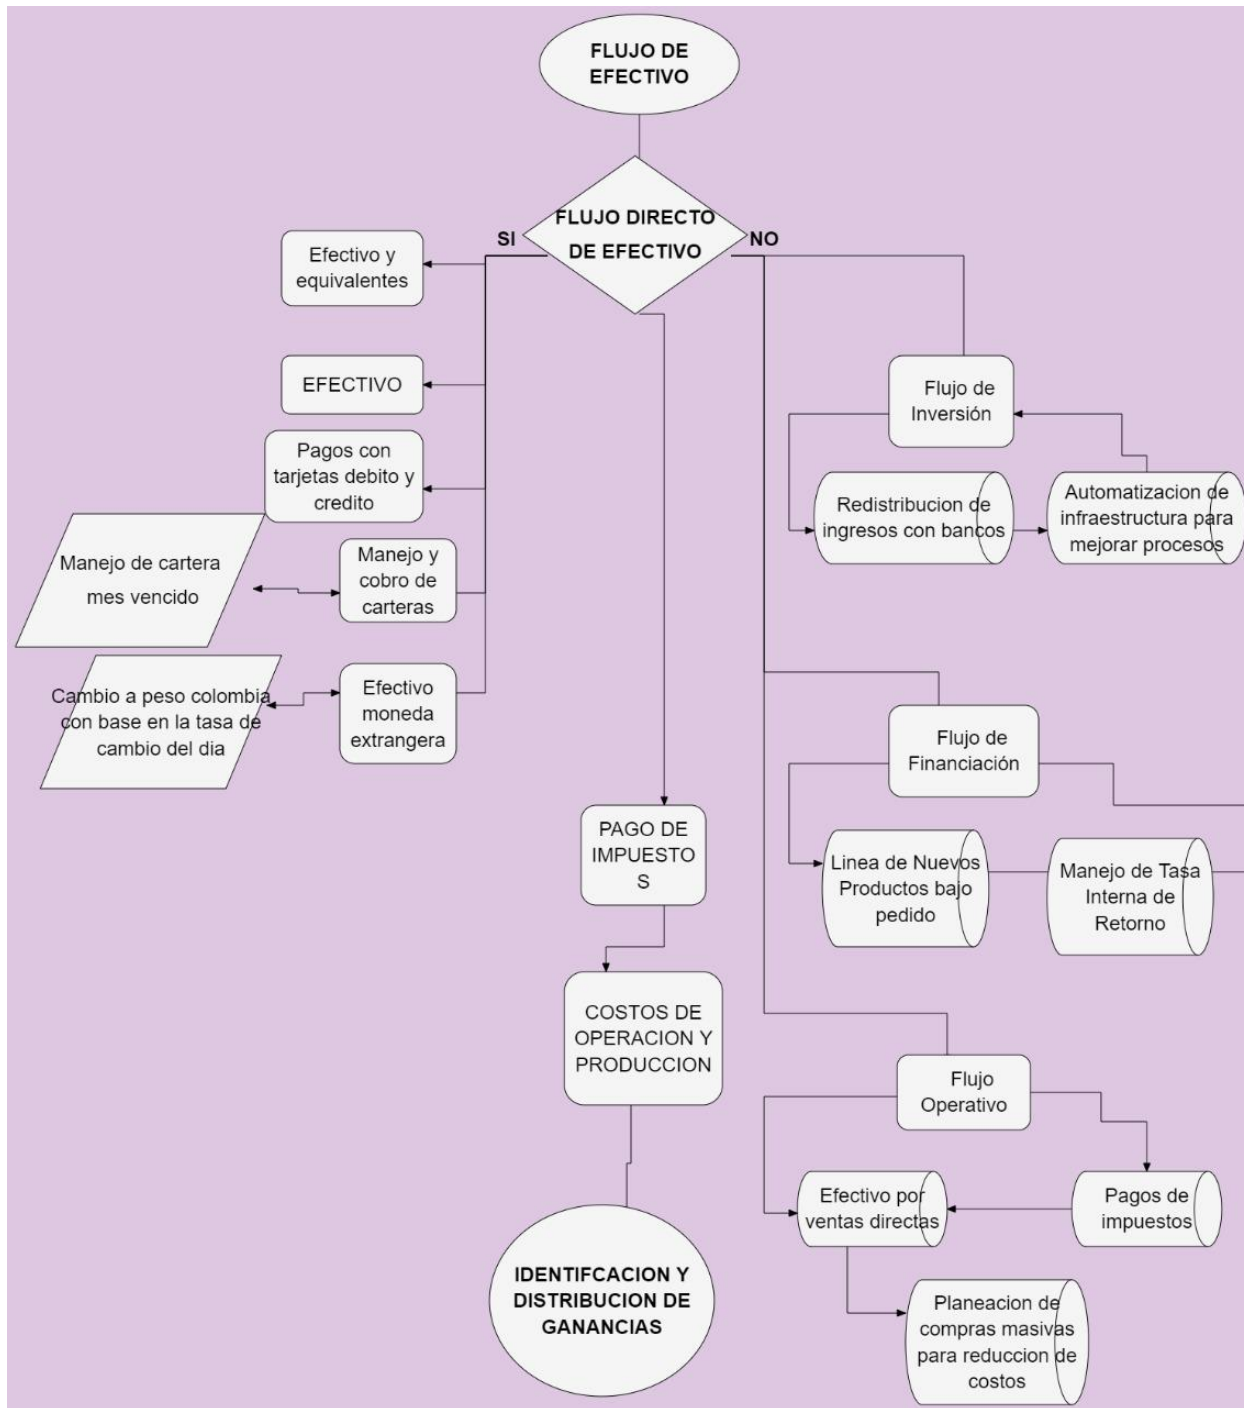 FLUJO DE
EFECTIVO
FLUJO DIRECTO
DE EFECTIVO
SI
NO
Efectivo y
equivalentes
EFECTIVO
Pagos con
tarjetas debito y
credito
Manejo y
cobro de
carteras
Manejo de cartera
mes vencido
Efectivo
moneda
extrangera
Cambio a peso colombia
con base en la tasa de
cambio del dia
PAGO DE
IMPUESTO
S
COSTOS DE
OPERACION Y
PRODUCCION
IDENTIFCACION Y
DISTRIBUCION DE
GANANCIAS
Flujo de
Inversión
Redistribucion de
ingresos con bancos
Automatizacion de
infraestructura para
mejorar procesos
Flujo de
Financiación
Linea de Nuevos
Productos bajo
pedido
Manejo de Tasa
Interna de
Retorno
Flujo
Operativo
Efectivo por
ventas directas
Pagos de
impuestos
Planeacion de
compras masivas
para reduccion de
costos